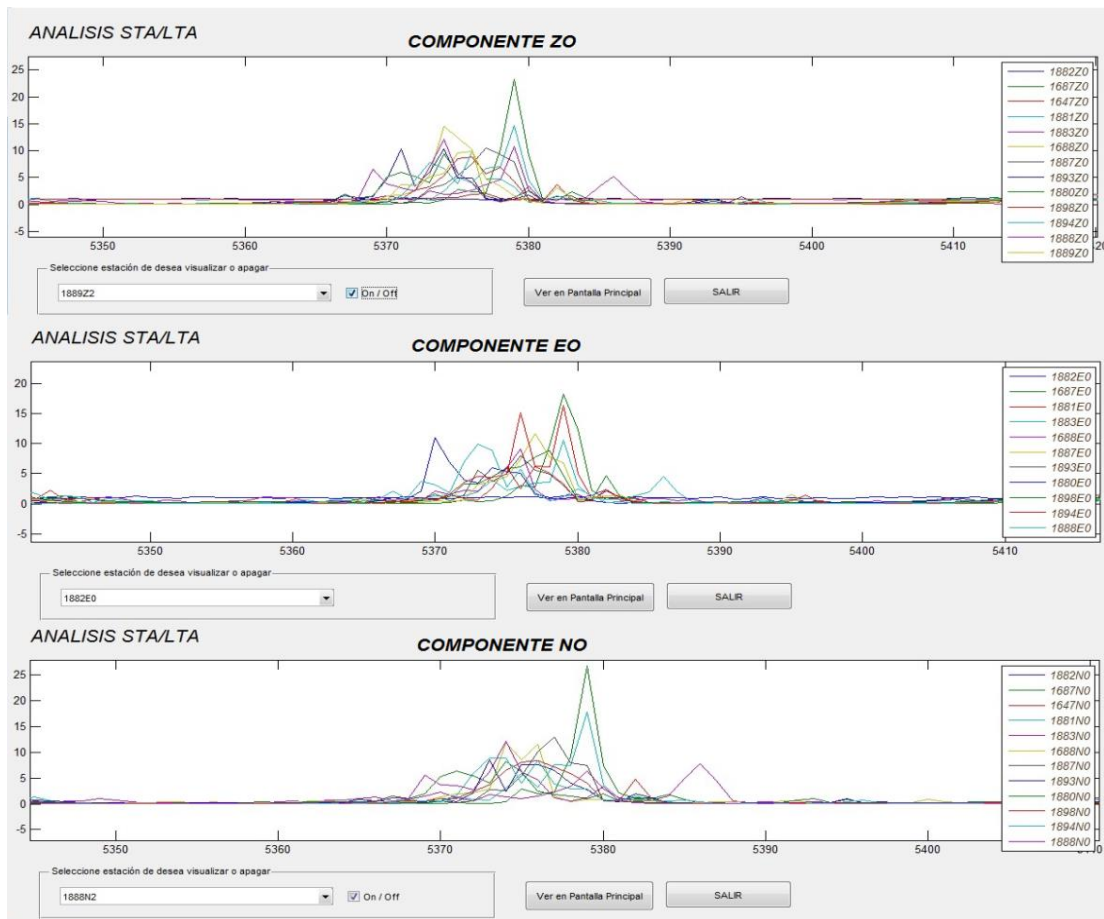 ANALISIS STA/LTA
COMPONENTE ZO
25
20
15
10
5
0
-5
5350
5360
5370
5380
5390
5400
5410
1882Z0
1687Z0
1647Z0
1881Z0
1883Z0
1688Z0
1887Z0
1893Z0
1880Z0
1898Z0
1894Z0
1888Z0
1889Z0
Seleccione estación de desea visualizar o apagar
1889Z2
On / Off
Ver en Pantalla Principal
SALIR
ANALISIS STA/LTA
COMPONENTE EO
20
15
10
5
0
-5
5350
5360
5370
5380
5390
5400
5410
1882E0
1687E0
1881E0
1883E0
1688E0
1887E0
1893E0
1880E0
1898E0
1894E0
1888E0
Seleccione estación de desea visualizar o apagar
1882E0
Ver en Pantalla Principal
SALIR
ANALISIS STA/LTA
COMPONENTE NO
25
20
15
10
5
0
-5
5350
5360
5370
5380
5390
5400
1882N0
1687N0
1647N0
1881N0
1883N0
1688N0
1887N0
1893N0
1880N0
1898N0
1894N0
1888N0
Seleccione estación de desea visualizar o apagar
1888N2
On / Off
Ver en Pantalla Principal
SALIR